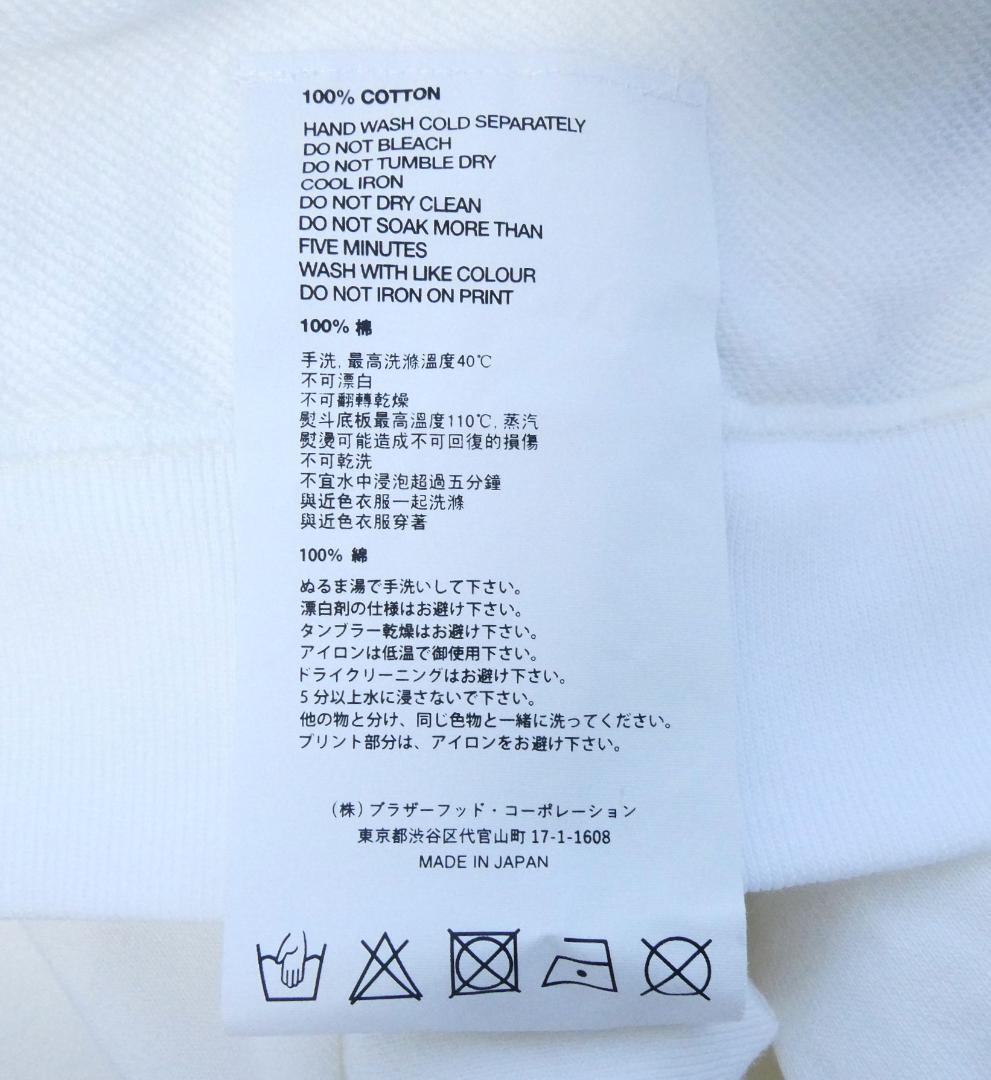 100% COTTON
HAND WASH COLD SEPARATELY
DO NOT BLEACH
DO NOT TUMBLE DRY
COOL IRON
DO NOT DRY CLEAN
DO NOT SOAK MORE THAN
FIVE MINUTES
WASH WITH LIKE COLOUR
DO NOT IRON ON PRINT
100% 棉
手洗, 最高洗滌溫度40℃
不可漂白
不可翻轉乾燥
熨斗底板最高溫度110℃, 蒸汽
熨燙可能造成不可回復的損傷
不可乾洗
不宜水中浸泡超過五分鐘
與近色衣服一起洗滌
與近色衣服穿著
100% 綿
ぬるま湯で手洗いして下さい。
漂白剤の仕様はお避け下さい。
タンブラー乾燥はお避け下さい。
アイロンは低温で御使用下さい。
ドライクリーニングはお避け下さい。
5 分以上水に浸さないで下さい。
他の物と分け、同じ色物と一緒に洗ってください。
プリント部分は、アイロンをお避け下さい。
(株) ブラザーフッド・コーポレーション
東京都渋谷区代官山町 17-1-1608
MADE IN JAPAN